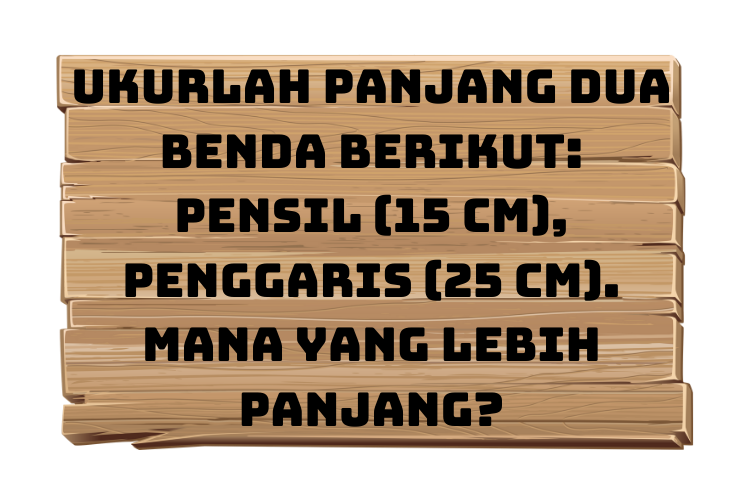 UKURLAH PANJANG DUA
BENDA BERIKUT:
PENSIL (15 CM),
PENGGARIS (25 CM).
MANA YANG LEBIH
PANJANG?